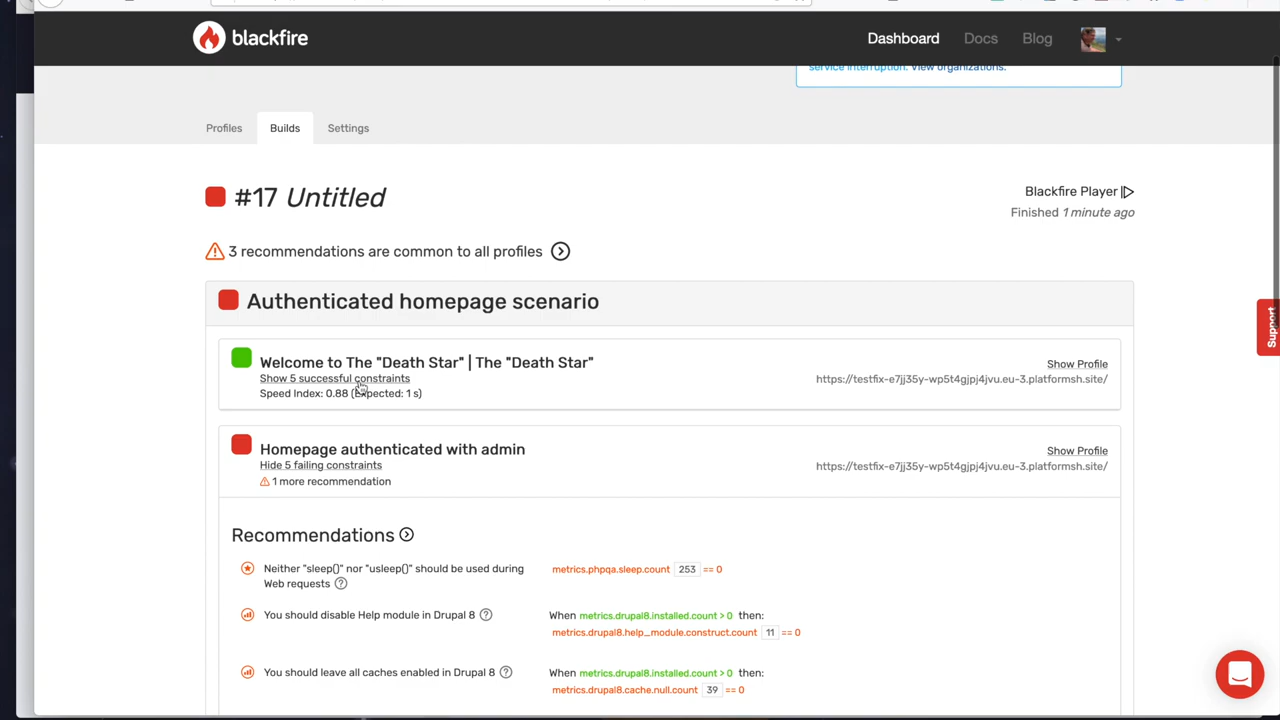 blackfire
Dashboard
Docs
Blog
service interruption. View organizations.
Profiles
Builds
Settings
#17 Untitled
Blackfire Player
Finished 1 minute ago
3 recommendations are common to all profiles
Authenticated homepage scenario
Welcome to The "Death Star" | The "Death Star"
Show Profile
Show 5 successful constraints
https://testfix-e7jj35y-wp5t4gjpj4jvu.eu-3.platformsh.site/
Speed Index: 0.88 (Expected: 1 s)
Homepage authenticated with admin
Show Profile
Hide 5 failing constraints
https://testfix-e7jj35y-wp5t4gjpj4jvu.eu-3.platformsh.site/
1 more recommendation
Recommendations
Neither "sleep()" nor "usleep()" should be used during
Web requests
metrics.phpqa.sleep.count 253 == 0
You should disable Help module in Drupal 8
When metrics.drupal8.installed.count > 0 then:
metrics.drupal8.help_module.construct.count 11 == 0
You should leave all caches enabled in Drupal 8
When metrics.drupal8.installed.count > 0 then:
metrics.drupal8.cache.null.count 39 == 0
Support